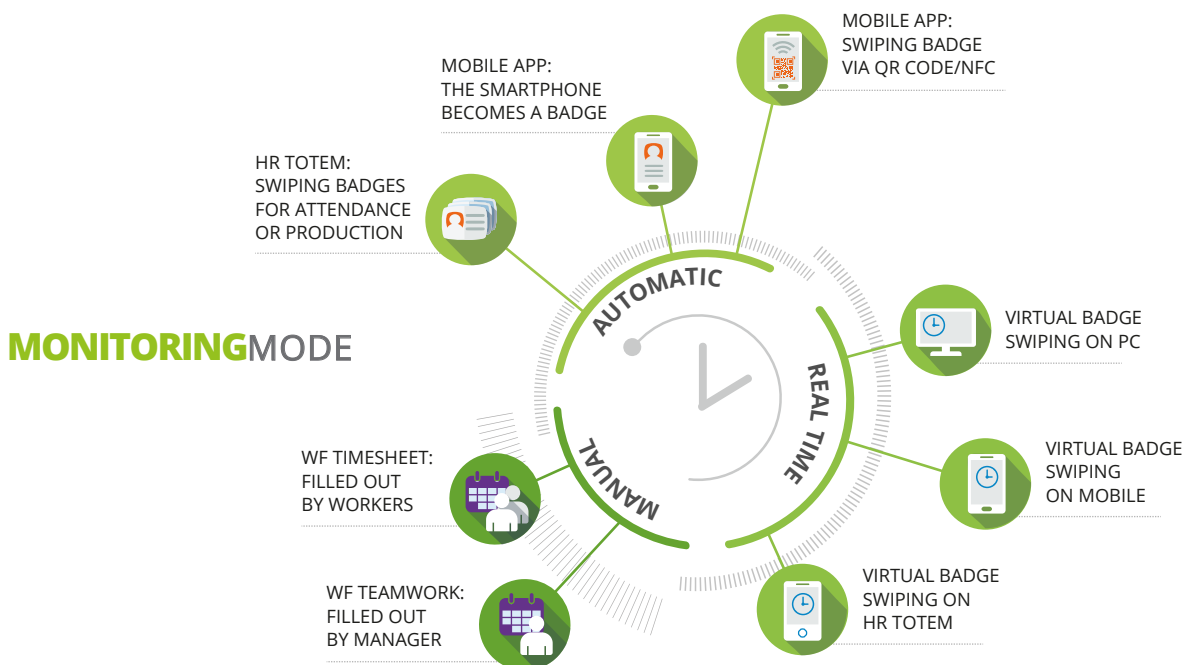 MOBILE APP:
SWIPING BADGE
VIA QR CODE/NFC
MOBILE APP:
THE SMARTPHONE
BECOMES A BADGE
HR TOTEM:
SWIPING BADGES
FOR ATTENDANCE
OR PRODUCTION
AUTOMATIC
MONITORINGMODE
REAL TIME
VIRTUAL BADGE
SWIPING ON PC
VIRTUAL BADGE
SWIPING
ON MOBILE
VIRTUAL BADGE
SWIPING ON
HR TOTEM
MANUAL
WF TIMESHEET:
FILLED OUT
BY WORKERS
WF TEAMWORK:
FILLED OUT
BY MANAGER